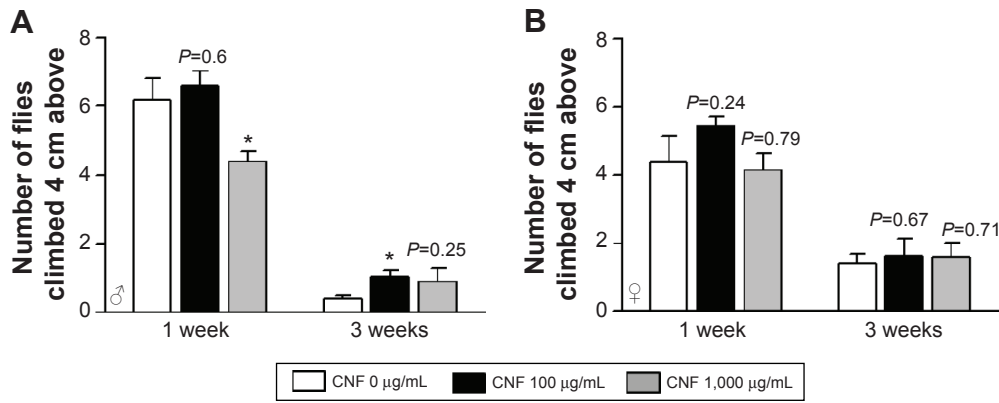 A
Number of flies
climbed 4 cm above
8
6
4
2
0
P=0.6
*
*
P=0.25
♂
1 week
3 weeks
B
Number of flies
climbed 4 cm above
8
6
4
2
0
P=0.24
P=0.79
P=0.67
P=0.71
♀
1 week
3 weeks
CNF 0 µg/mL
CNF 100 µg/mL
CNF 1,000 µg/mL